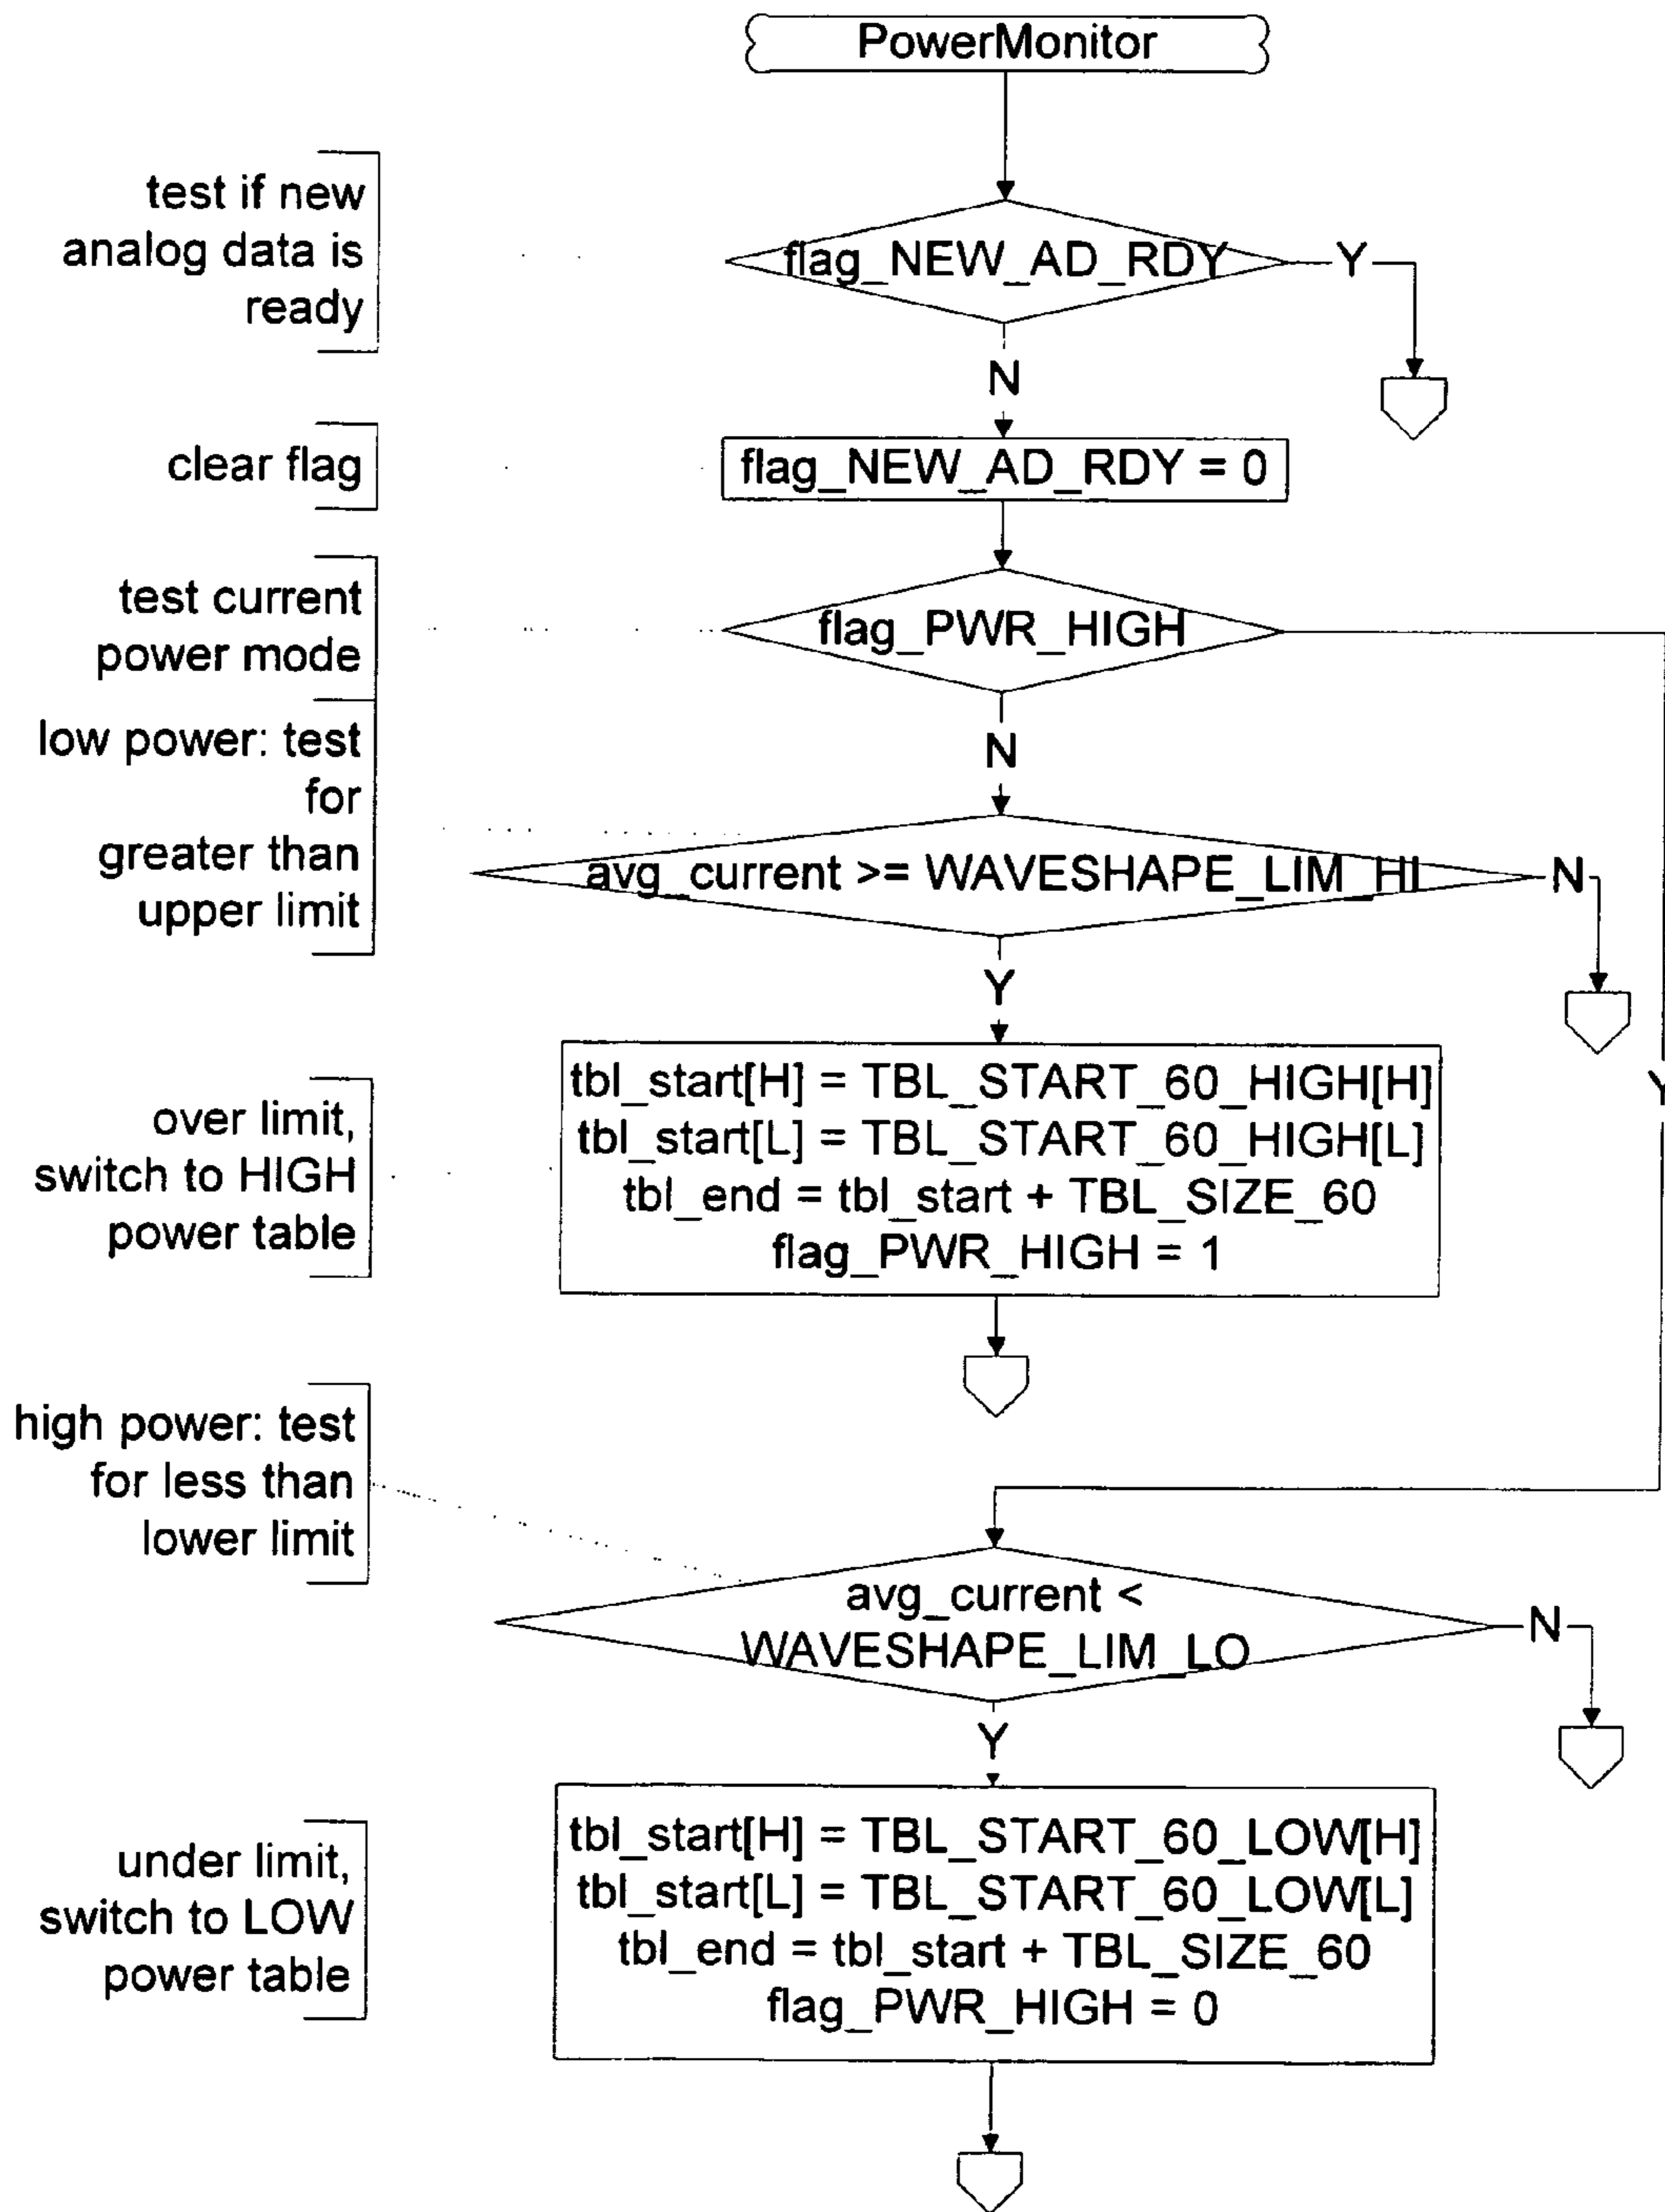 PowerMonitor
test if new
analog data is
ready
flag_NEW_AD_RDY
Y
N
clear flag
flag_NEW_AD_RDY = 0
test current
power mode
flag_PWR_HIGH
N
low power: test
for
greater than
upper limit
avg_current >= WAVESHAPE_LIM_HI
N
Y
Y
over limit,
switch to HIGH
power table
tbl_start[H] = TBL_START_60_HIGH[H]
tbl_start[L] = TBL_START_60_HIGH[L]
tbl_end = tbl_start + TBL_SIZE_60
flag_PWR_HIGH = 1
high power: test
for less than
lower limit
avg_current <
WAVESHAPE_LIM_LO
N
Y
under limit,
switch to LOW
power table
tbl_start[H] = TBL_START_60_LOW[H]
tbl_start[L] = TBL_START_60_LOW[L]
tbl_end = tbl_start + TBL_SIZE_60
flag_PWR_HIGH = 0